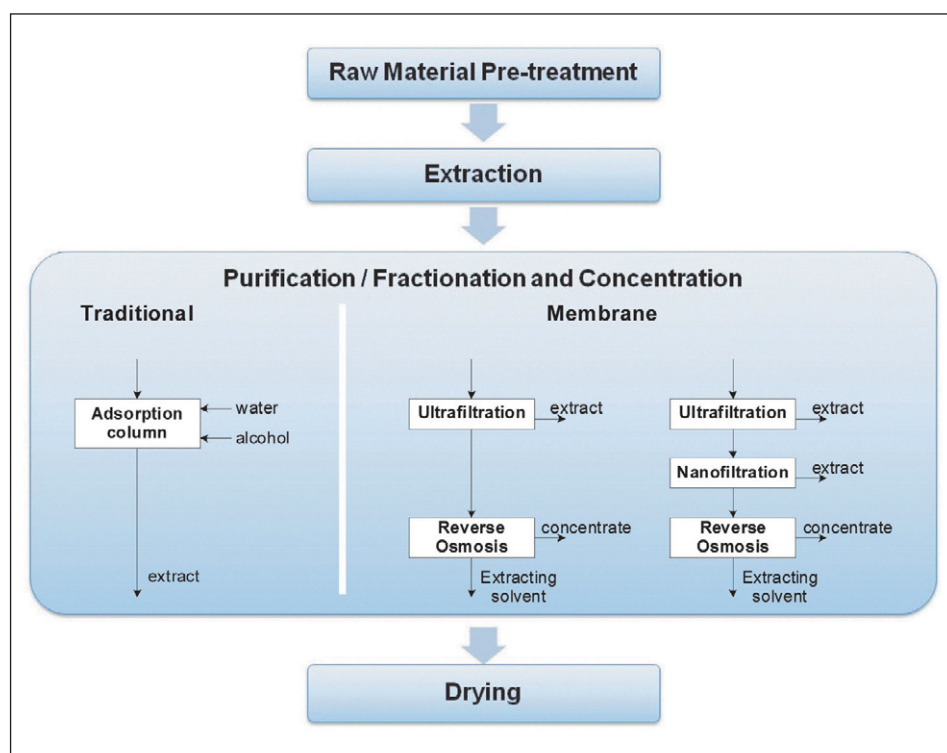 Raw Material Pre-treatment
Extraction
Purification / Fractionation and Concentration
Traditional
Adsorption
column
water
alcohol
extract
Membrane
Ultrafiltration
extract
Reverse
Osmosis
concentrate
Extracting
solvent
Ultrafiltration
extract
Nanofiltration
extract
Reverse
Osmosis
concentrate
Extracting
solvent
Drying